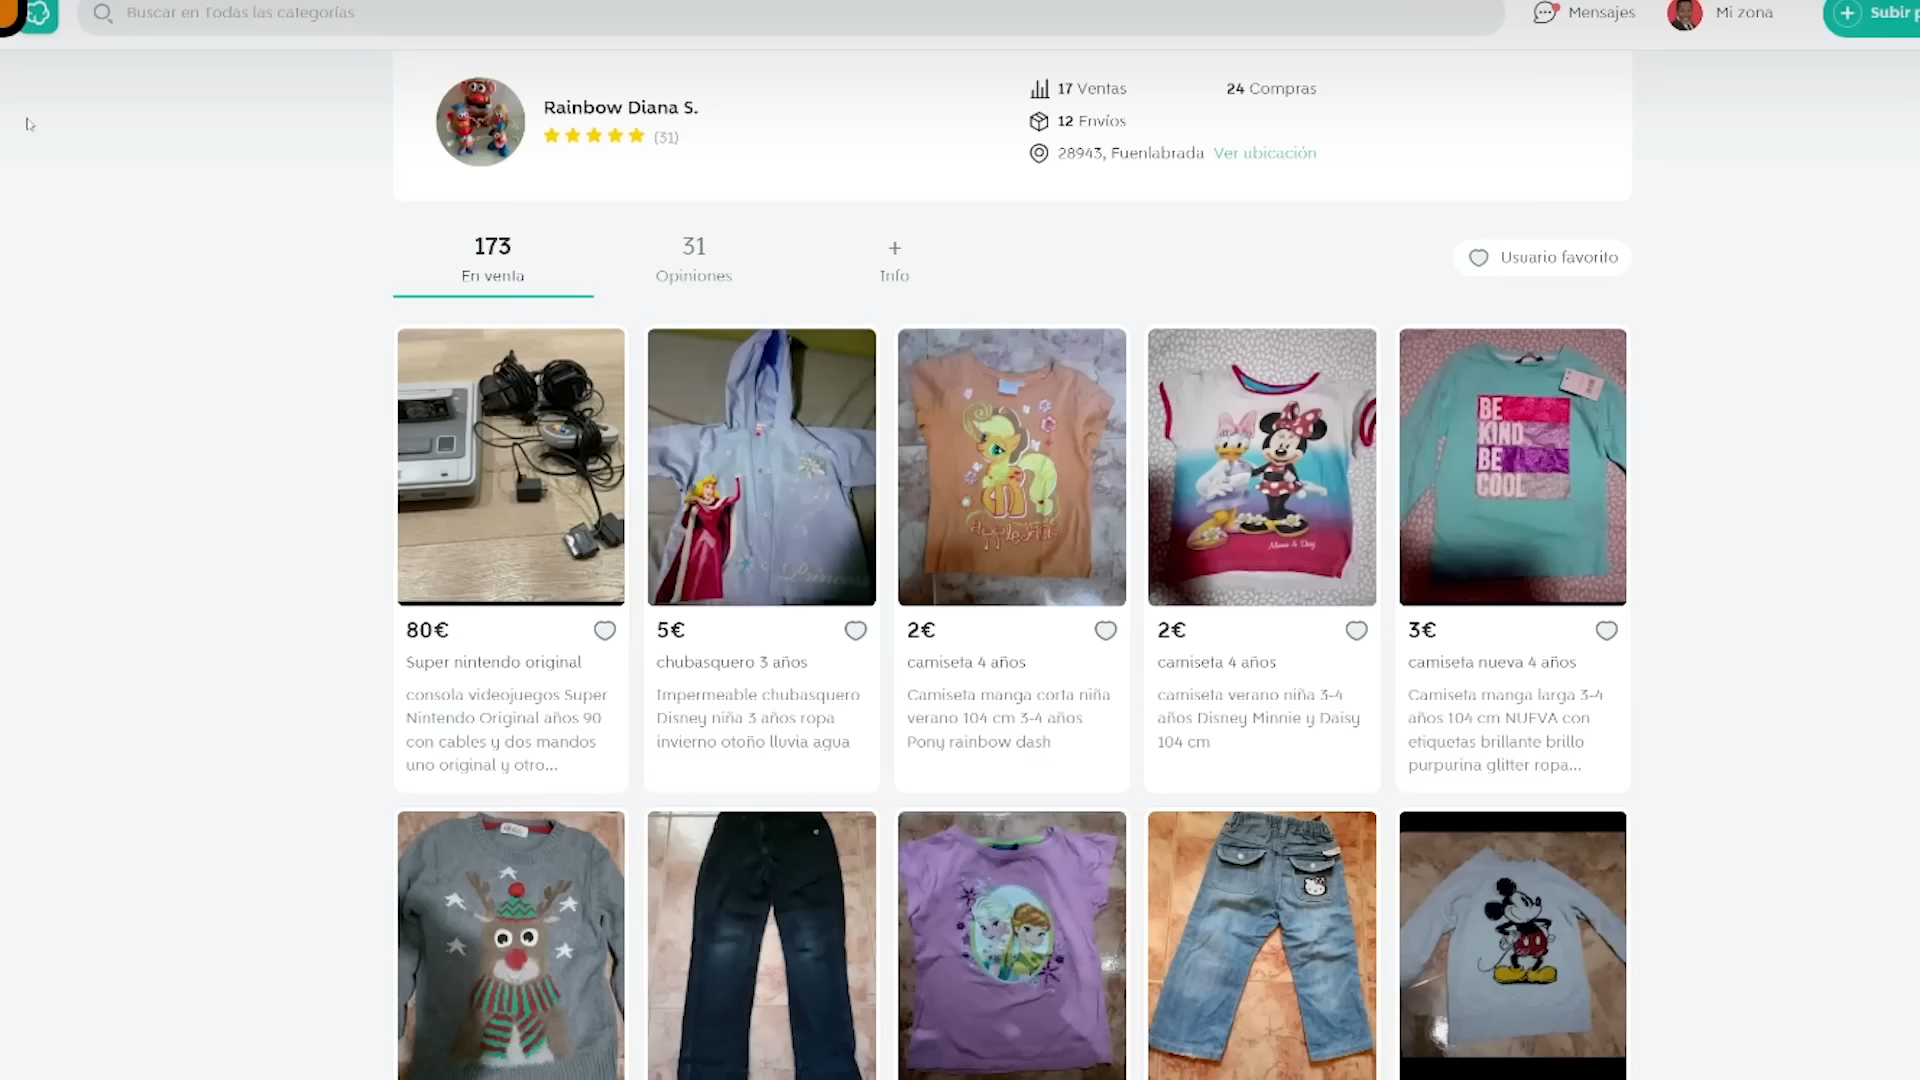 Buscar en Todas las categorías
Mensajes
Mi zona
Subir p
Rainbow Diana S.
(31)
17 Ventas
24 Compras
12 Envíos
28943, Fuenlabrada Ver ubicación
173
En venta
31
Opiniones
+
Info
Usuario favorito
Princess
AppleJack
Minnie & Daisy
BE
KIND
BE
COOL
80€
Super nintendo original
consola videojuegos Super
Nintendo Original años 90
con cables y dos mandos
uno original y otro...
5€
chubasquero 3 años
Impermeable chubasquero
Disney niña 3 años ropa
invierno otoño lluvia agua
2€
camiseta 4 años
Camiseta manga corta niña
verano 104 cm 3-4 años
Pony rainbow dash
2€
camiseta 4 años
camiseta verano niña 3-4
años Disney Minnie y Daisy
104 cm
3€
camiseta nueva 4 años
Camiseta manga larga 3-4
años 104 cm NUEVA con
etiquetas brillante brillo
purpurina glitter ropa...